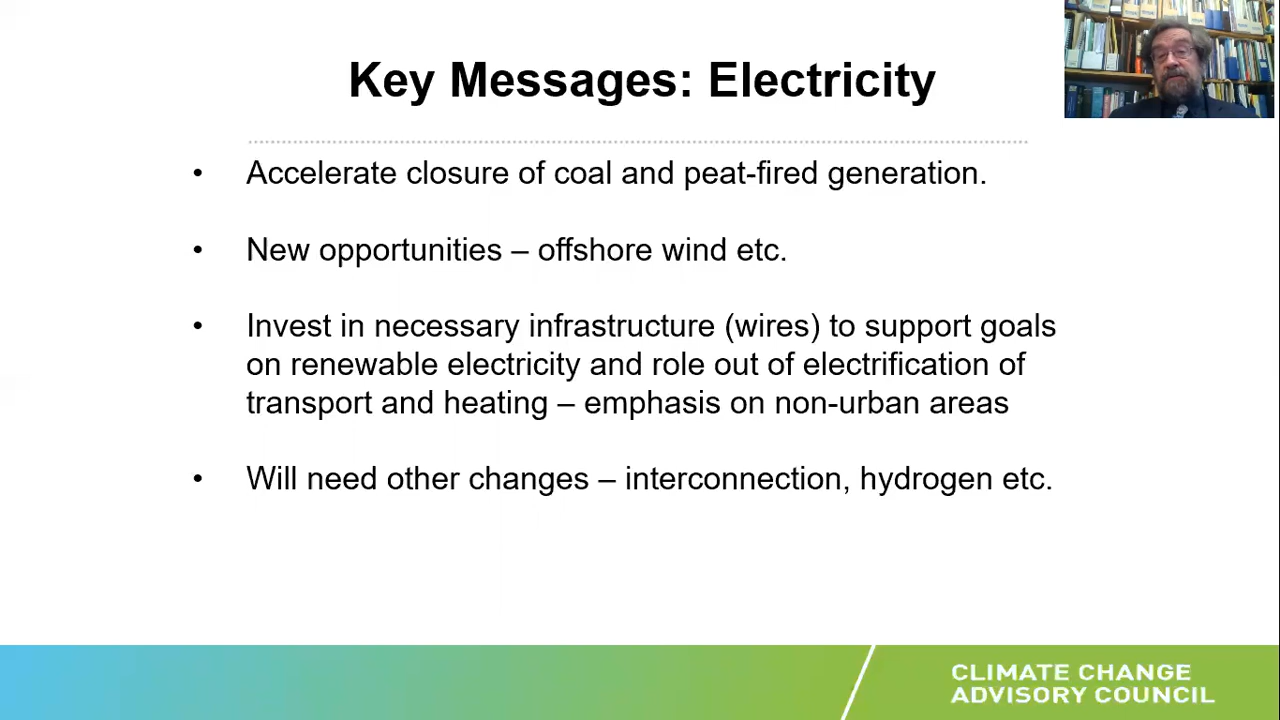 Key Messages: Electricity
• Accelerate closure of coal and peat-fired generation.
• New opportunities – offshore wind etc.
• Invest in necessary infrastructure (wires) to support goals
on renewable electricity and role out of electrification of
transport and heating – emphasis on non-urban areas
• Will need other changes – interconnection, hydrogen etc.
CLIMATE CHANGE
ADVISORY COUNCIL